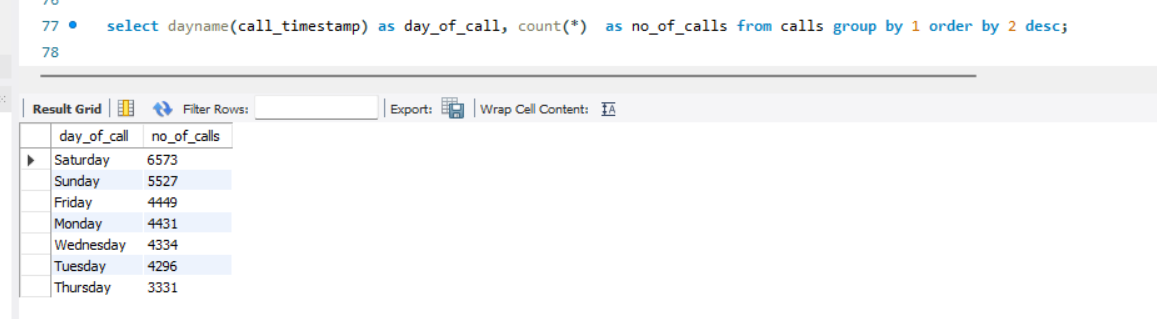 76
77 select dayname(call_timestamp) as day_of_call, count(*)  as no_of_calls from calls group by 1 order by 2 desc;
78
Result Grid Filter Rows: Export: Wrap Cell Content: IA
day_of_call no_of_calls
Saturday 6573
Sunday 5527
Friday 4449
Monday 4431
Wednesday 4334
Tuesday 4296
Thursday 3331